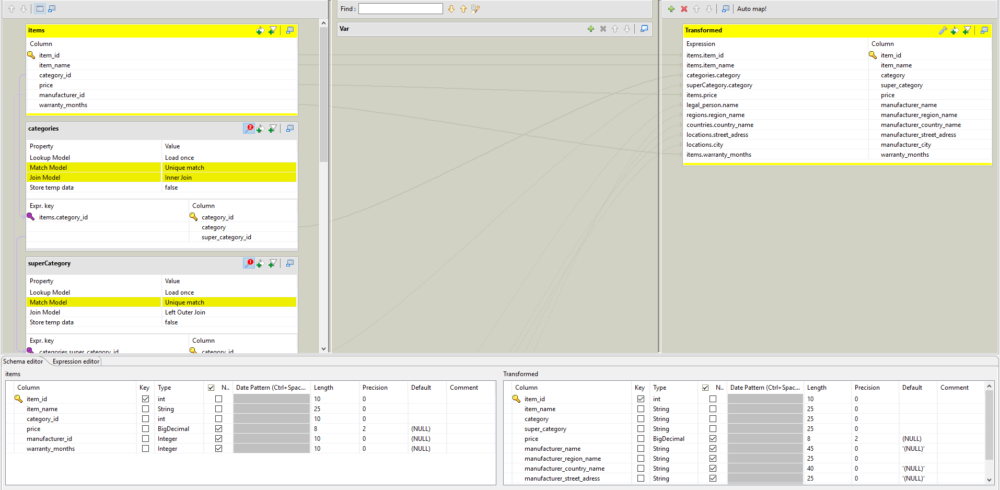 Find :
Auto map!
items
Column
item_id
item_name
category_id
price
manufacturer_id
warranty_months
categories
2
Property Value
Lookup Model Load once
Match Model Unique match
Join Model Inner Join
Store temp data false
Expr. key Column
items.category_id category_id
category
super_category_id
superCategory
1
Property Value
Lookup Model Load once
Match Model Unique match
Join Model Left Outer Join
Store temp data false
Expr. key Column
categories.super_category_id category_id
Var
Transformed
Expression Column
items.item_id item_id
items.item_name item_name
categories.category category
superCategory.category super_category
items.price price
legal_person.name manufacturer_name
regions.region_name manufacturer_region_name
countries.country_name manufacturer_country_name
locations.street_adress manufacturer_street_adress
locations.city manufacturer_city
items.warranty_months warranty_months
Schema editor Expression editor
items
Column Key Type N.. Date Pattern (Ctrl+Spac... Length Precision Default Comment
item_id int 10 0
item_name String 25 0
category_id int 10 0
price BigDecimal 8 2 (NULL)
manufacturer_id Integer 10 0 (NULL)
warranty_months Integer 10 0 (NULL)
Transformed
Column Key Type N.. Date Pattern (Ctrl+Spac... Length Precision Default Comment
item_id int 10 0
item_name String 25 0
category String 25 0
super_category String 25 0
price BigDecimal 8 2 (NULL)
manufacturer_name String 45 0 '(NULL)'
manufacturer_region_name String 25 0
manufacturer_country_name String 40 0 '(NULL)'
manufacturer_street_adress String 25 0 '(NULL)'